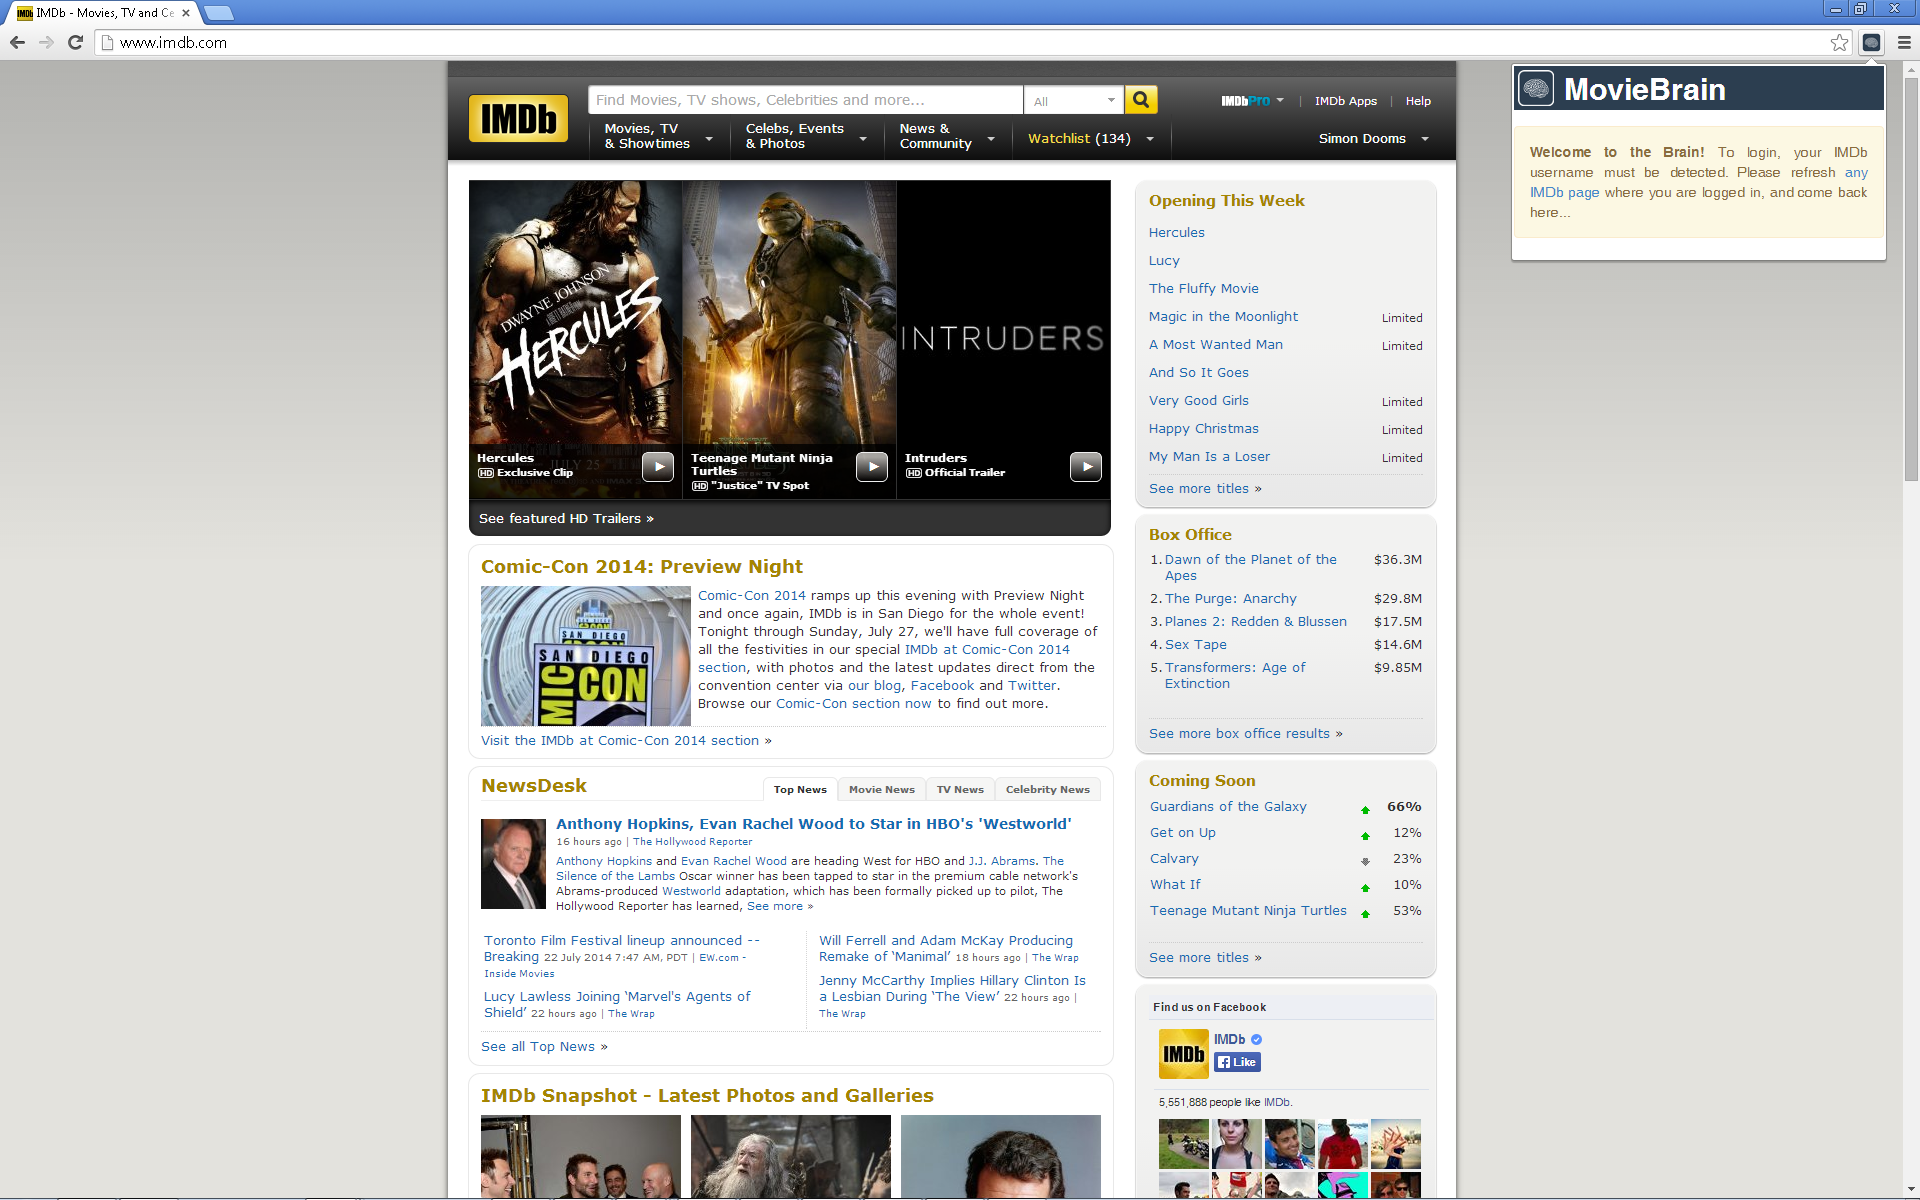 IMDb - Movies, TV and Ce
www.imdb.com
MovieBrain
Welcome to the Brain! To login, your IMDb
username must be detected. Please refresh any
IMDb page where you are logged in, and come back
here...
IMDb
Find Movies, TV shows, Celebrities and more...
All
IMDbPro | IMDb Apps | Help
Movies, TV
& Showtimes
Celebs, Events
& Photos
News &
Community
Watchlist (134)
Simon Dooms
DWAYNE JOHNSON
HERCULES
JULY 25
Hercules
HD Exclusive Clip
Teenage Mutant Ninja
Turtles
HD "Justice" TV Spot
INTRUDERS
Intruders
HD Official Trailer
See featured HD Trailers »
Comic-Con 2014: Preview Night
SAN DIEGO
SAN DIEGO
MIC CON
Comic-Con 2014 ramps up this evening with Preview Night
and once again, IMDb is in San Diego for the whole event!
Tonight through Sunday, July 27, we'll have full coverage of
all the festivities in our special IMDb at Comic-Con 2014
section, with photos and the latest updates direct from the
convention center via our blog, Facebook and Twitter.
Browse our Comic-Con section now to find out more.
Visit the IMDb at Comic-Con 2014 section »
NewsDesk
Top News
Movie News
TV News
Celebrity News
Anthony Hopkins, Evan Rachel Wood to Star in HBO's 'Westworld'
16 hours ago | The Hollywood Reporter
Anthony Hopkins and Evan Rachel Wood are heading West for HBO and J.J. Abrams. The
Silence of the Lambs Oscar winner has been tapped to star in the premium cable network's
Abrams-produced Westworld adaptation, which has been formally picked up to pilot, The
Hollywood Reporter has learned, See more »
Toronto Film Festival lineup announced --
Breaking 22 July 2014 7:47 AM, PDT | EW.com -
Inside Movies
Lucy Lawless Joining ‘Marvel's Agents of
Shield’ 22 hours ago | The Wrap
Will Ferrell and Adam McKay Producing
Remake of ‘Manimal’ 18 hours ago | The Wrap
Jenny McCarthy Implies Hillary Clinton Is
a Lesbian During ‘The View’ 22 hours ago |
The Wrap
See all Top News »
IMDb Snapshot - Latest Photos and Galleries
Opening This Week
Hercules
Lucy
The Fluffy Movie
Magic in the Moonlight Limited
A Most Wanted Man Limited
And So It Goes
Very Good Girls Limited
Happy Christmas Limited
My Man Is a Loser Limited
See more titles »
Box Office
1. Dawn of the Planet of the $36.3M
Apes
2. The Purge: Anarchy $29.8M
3. Planes 2: Redden & Blussen $17.5M
4. Sex Tape $14.6M
5. Transformers: Age of $9.85M
Extinction
See more box office results »
Coming Soon
Guardians of the Galaxy 66%
Get on Up 12%
Calvary 23%
What If 10%
Teenage Mutant Ninja Turtles 53%
See more titles »
Find us on Facebook
IMDb
IMDb
Like
5,551,888 people like IMDb.